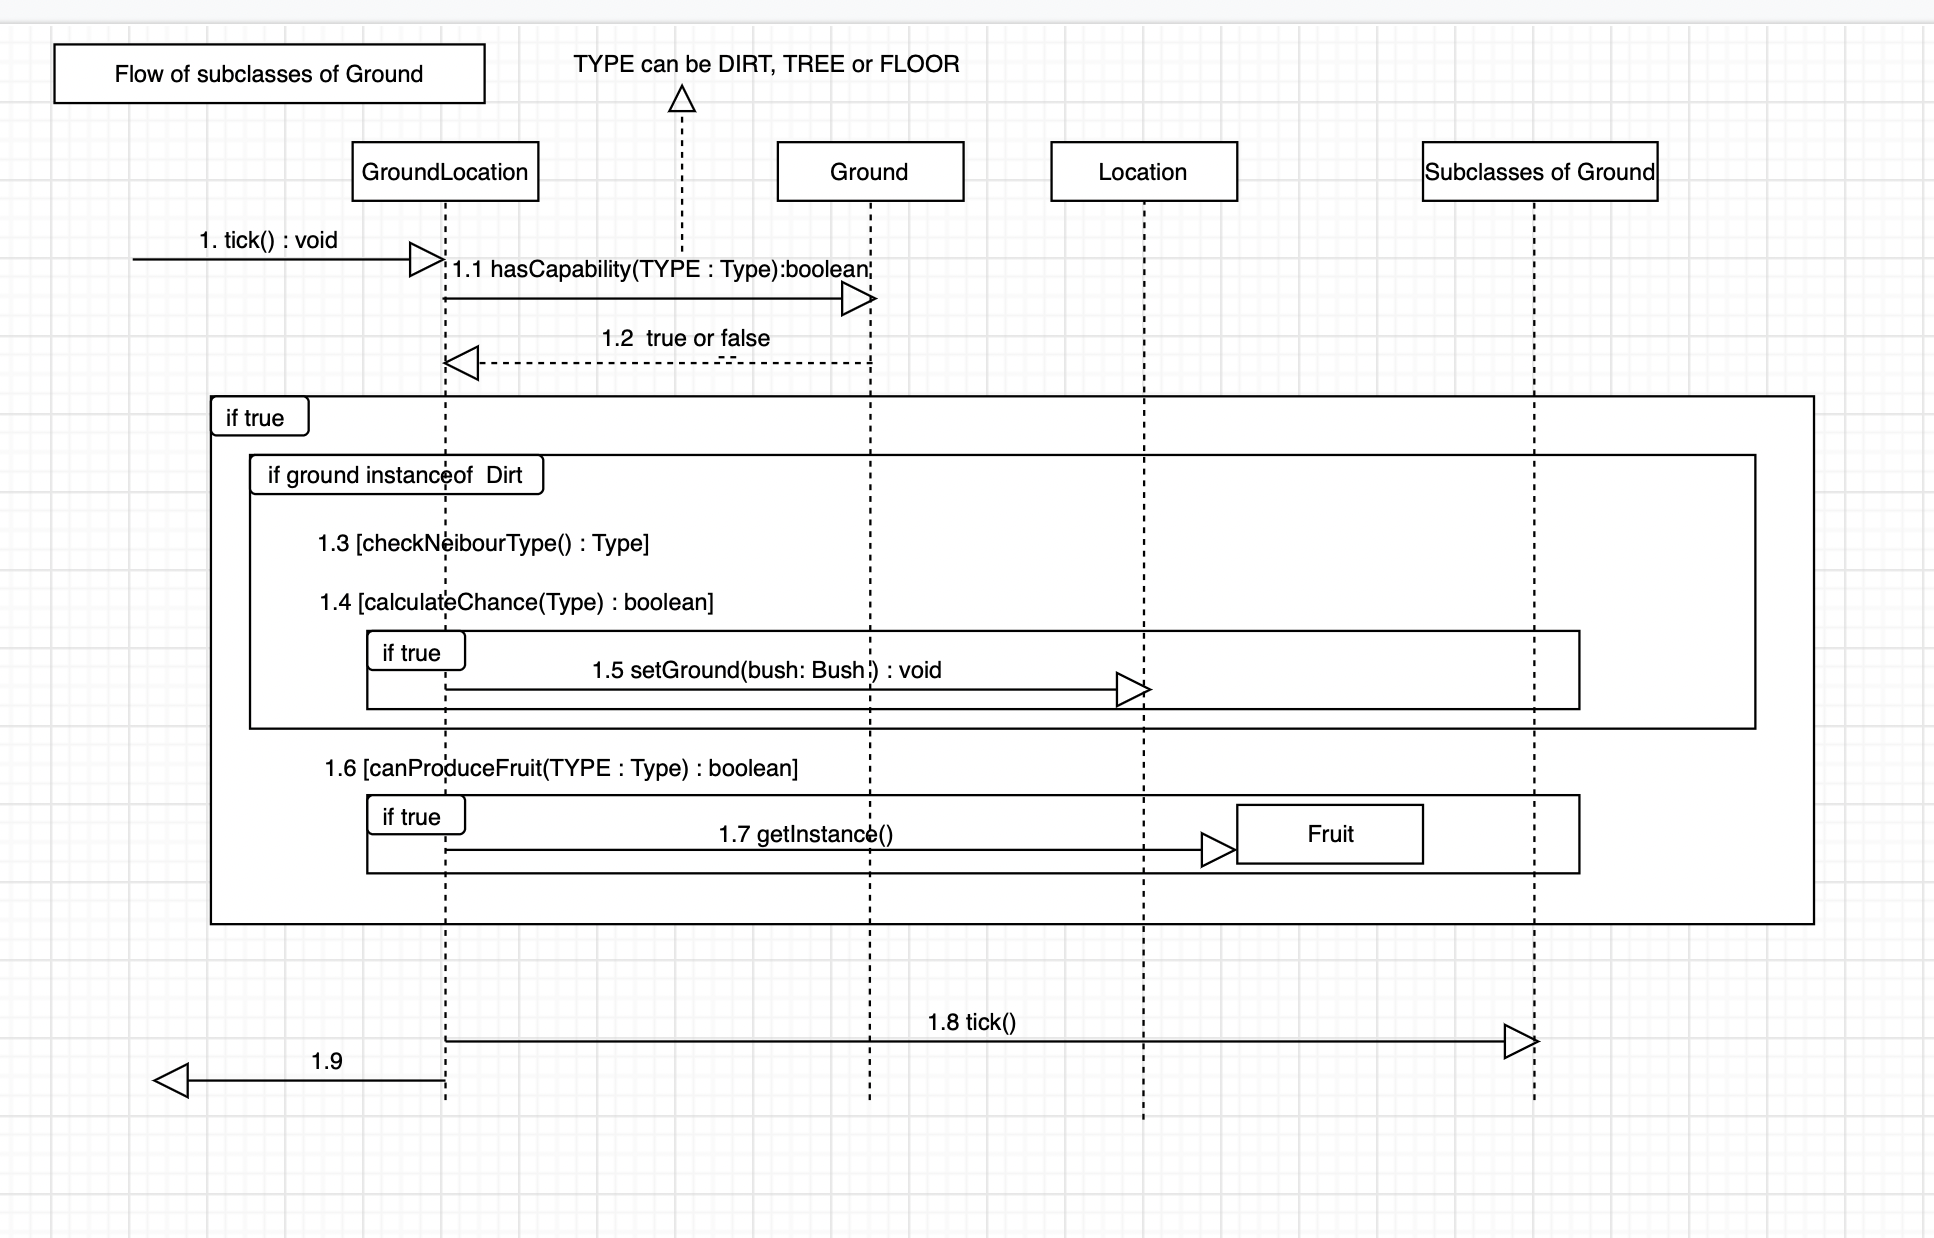 Flow of subclasses of Ground
TYPE can be DIRT, TREE or FLOOR
GroundLocation
Ground
Location
Subclasses of Ground
1. tick() : void
1.1 hasCapability(TYPE : Type):boolean
1.2  true or false
if true
if ground instanceof  Dirt
1.3 [checkNeibourType() : Type]
1.4 [calculateChance(Type) : boolean]
if true
1.5 setGround(bush: Bush ) : void
1.6 [canProduceFruit(TYPE : Type) : boolean]
if true
1.7 getInstance()
Fruit
1.8 tick()
1.9